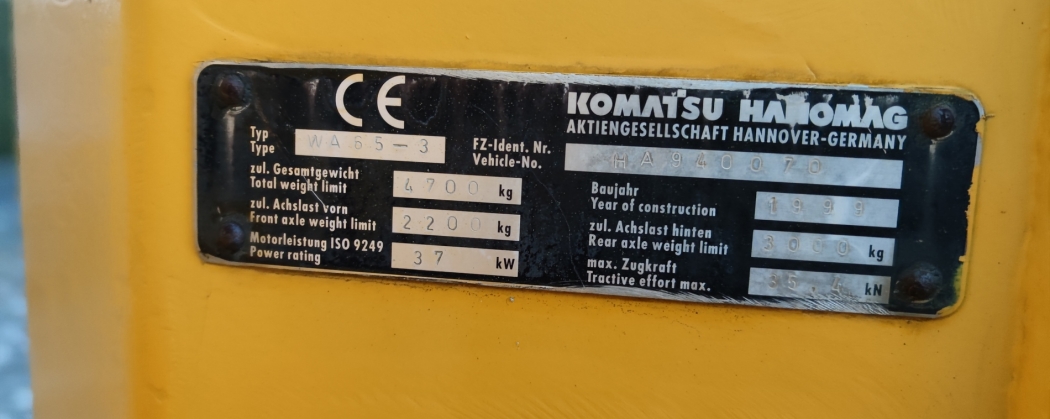 CE
KOMATSU HANOMAG
AKTIENGESELLSCHAFT HANNOVER-GERMANY
Typ
Type WA65-3
FZ-Ident. Nr.
Vehicle-No. HA940070
zul. Gesamtgewicht
Total weight limit 4700 kg
zul. Achslast vorn
Front axle weight limit 2200 kg
Motorleistung ISO 9249
Power rating 37 kW
Baujahr
Year of construction 1999
zul. Achslast hinten
Rear axle weight limit 3000 kg
max. Zugkraft
Tractive effort max. 36.4 kN